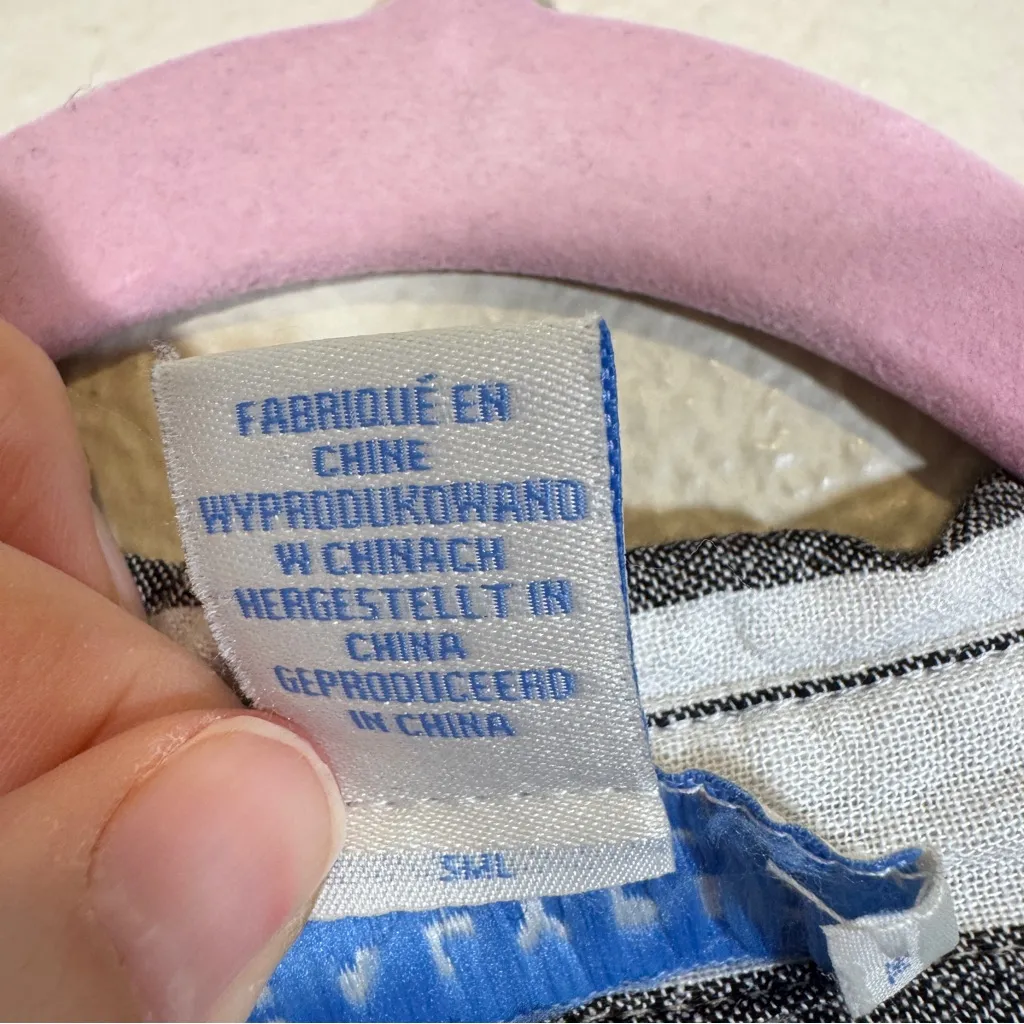 FABRIQUÉ EN
CHINE
WYPRODUKOWANO
W CHINACH
HERGESTELLT IN
CHINA
GEPRODUCEERD
IN CHINA
SML